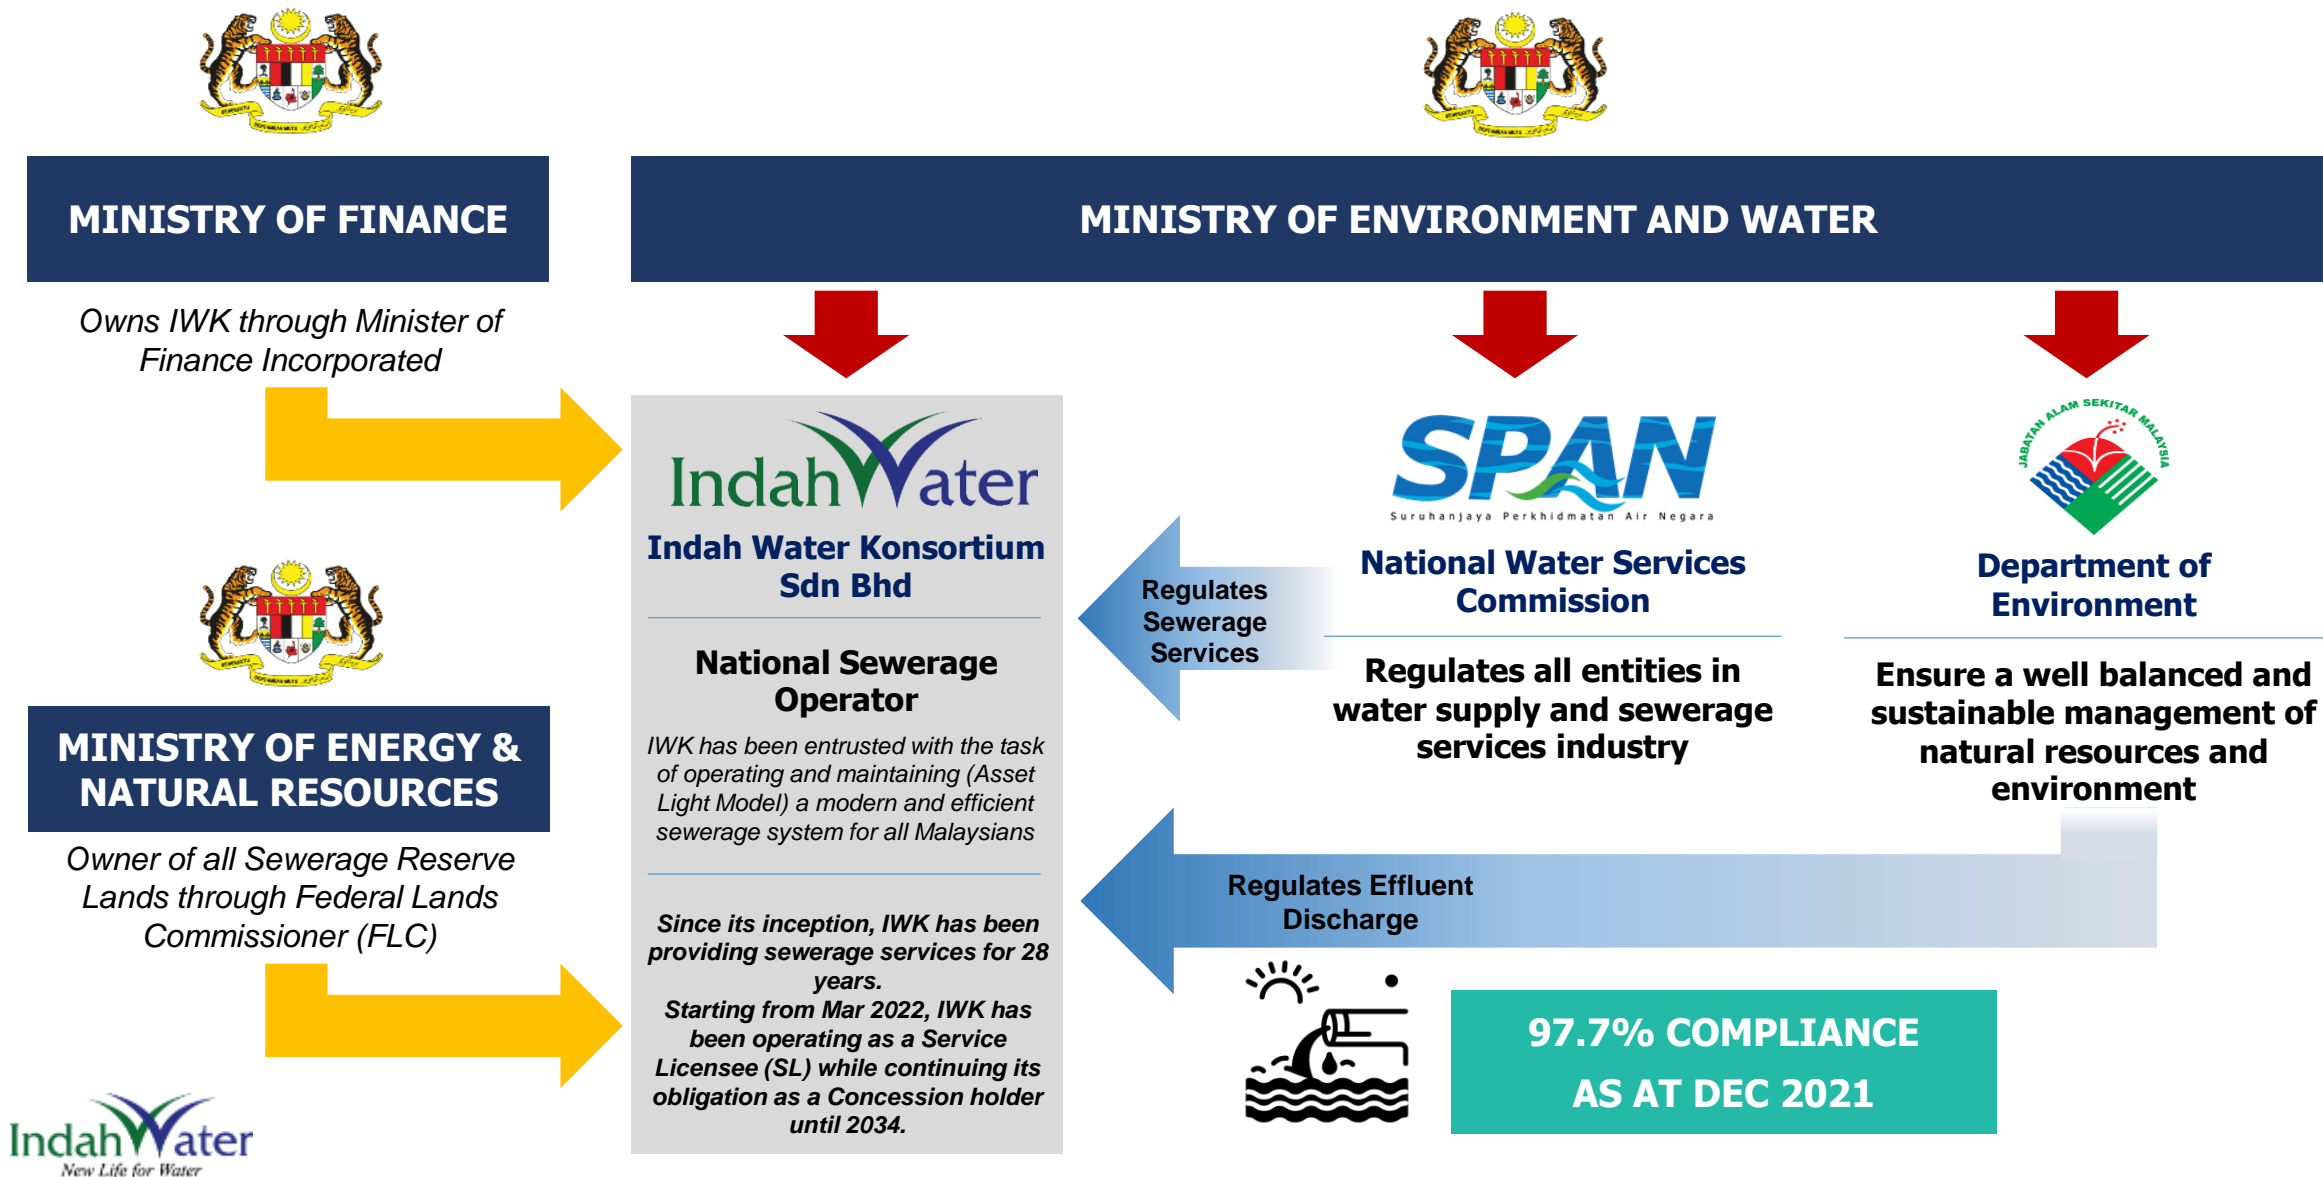 MINISTRY OF FINANCE
Owns IWK through Minister of
Finance Incorporated
MINISTRY OF ENERGY &
NATURAL RESOURCES
Owner of all Sewerage Reserve
Lands through Federal Lands
Commissioner (FLC)
MINISTRY OF ENVIRONMENT AND WATER
IndahWater
Indah Water Konsortium
Sdn Bhd
National Sewerage
Operator
IWK has been entrusted with the task
of operating and maintaining (Asset
Light Model) a modern and efficient
sewerage system for all Malaysians
Since its inception, IWK has been
providing sewerage services for 28
years.
Starting from Mar 2022, IWK has
been operating as a Service
Licensee (SL) while continuing its
obligation as a Concession holder
until 2034.
Regulates
Sewerage
Services
SPAN
Suruhanjaya Perkhidmatan Air Negara
National Water Services
Commission
Regulates all entities in
water supply and sewerage
services industry
JABATAN ALAM SEKITAR MALAYSIA
Department of
Environment
Ensure a well balanced and
sustainable management of
natural resources and
environment
Regulates Effluent
Discharge
97.7% COMPLIANCE
AS AT DEC 2021
IndahWater
New Life for Water